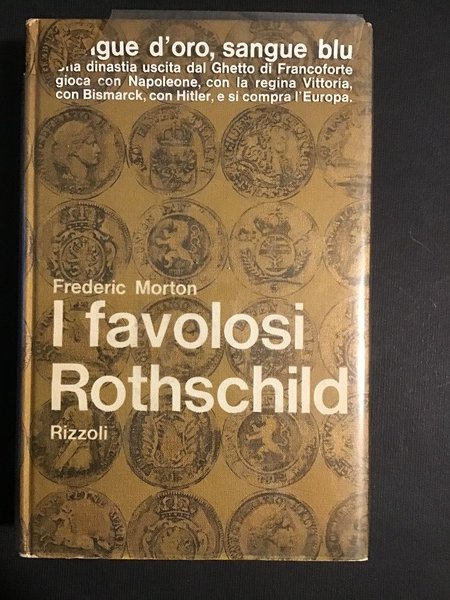 gue d'oro, sangue blu
Una dinastia uscita dal Ghetto di Francoforte
gioca con Napoleone, con la regina Vittoria,
con Bismarck, con Hitler, e si compra l'Europa.
Frederic Morton
I favolosi
Rothschild
Rizzoli